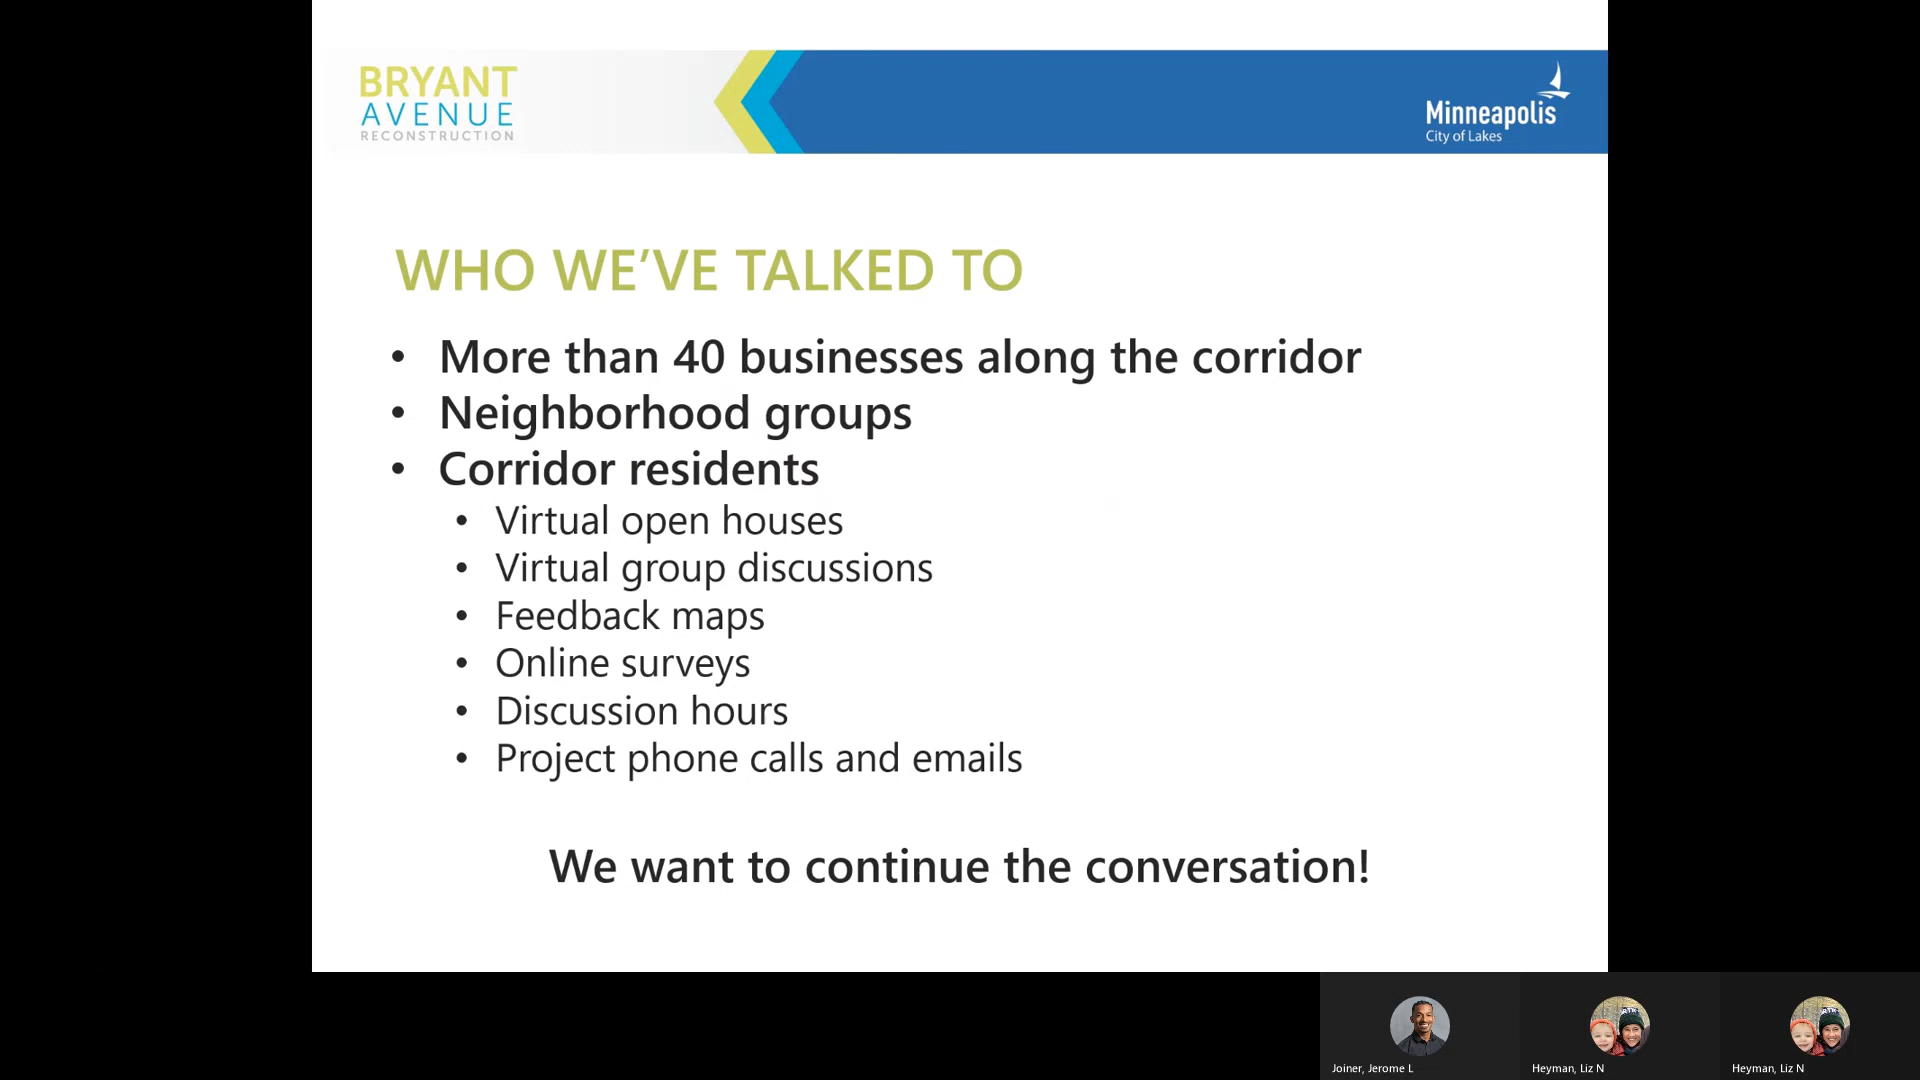 BRYANT
AVENUE
RECONSTRUCTION
Minneapolis
City of Lakes
WHO WE’VE TALKED TO
• More than 40 businesses along the corridor
• Neighborhood groups
• Corridor residents
• Virtual open houses
• Virtual group discussions
• Feedback maps
• Online surveys
• Discussion hours
• Project phone calls and emails
We want to continue the conversation!
Joiner, Jerome L
Heyman, Liz N
Heyman, Liz N